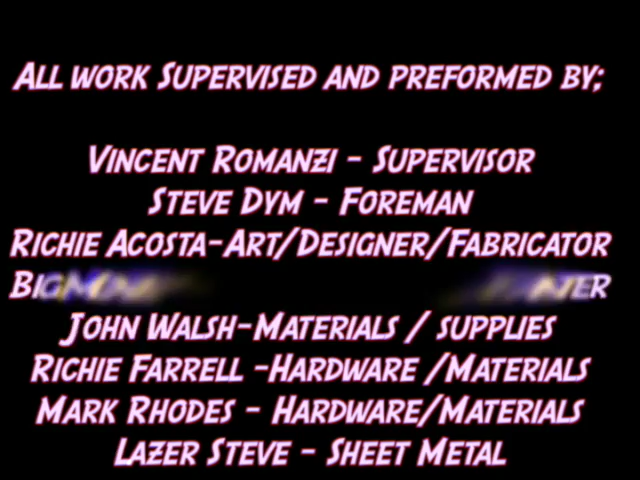 All work Supervised and preformed by;
Vincent Romanzi - Supervisor
Steve Dym - Foreman
Richie Acosta-Art/Designer/Fabricator
John Walsh-Materials / supplies
Richie Farrell -Hardware /Materials
Mark Rhodes - Hardware/Materials
Lazer Steve - Sheet Metal